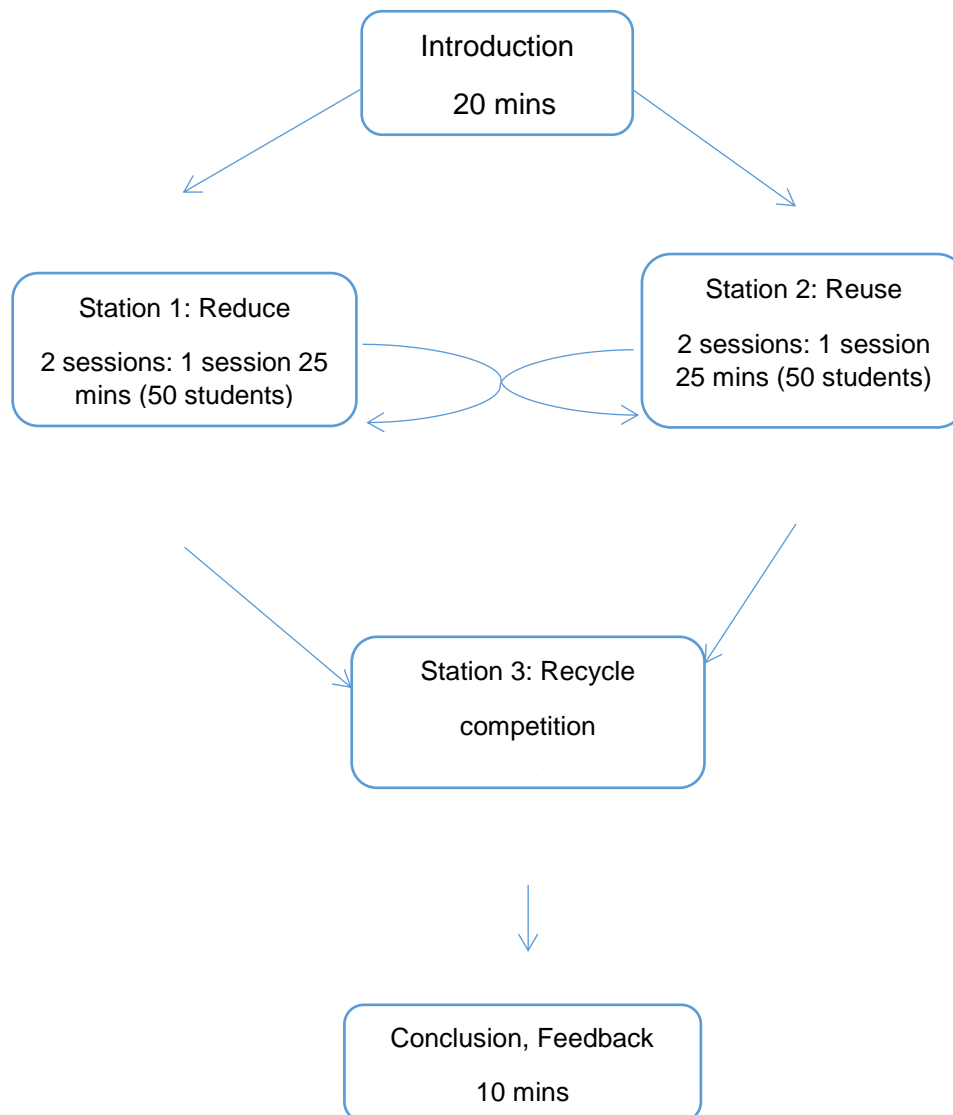 Introduction
20 mins
Station 1: Reduce
2 sessions: 1 session 25
mins (50 students)
Station 2: Reuse
2 sessions: 1 session
25 mins (50 students)
Station 3: Recycle
competition
Conclusion, Feedback
10 mins